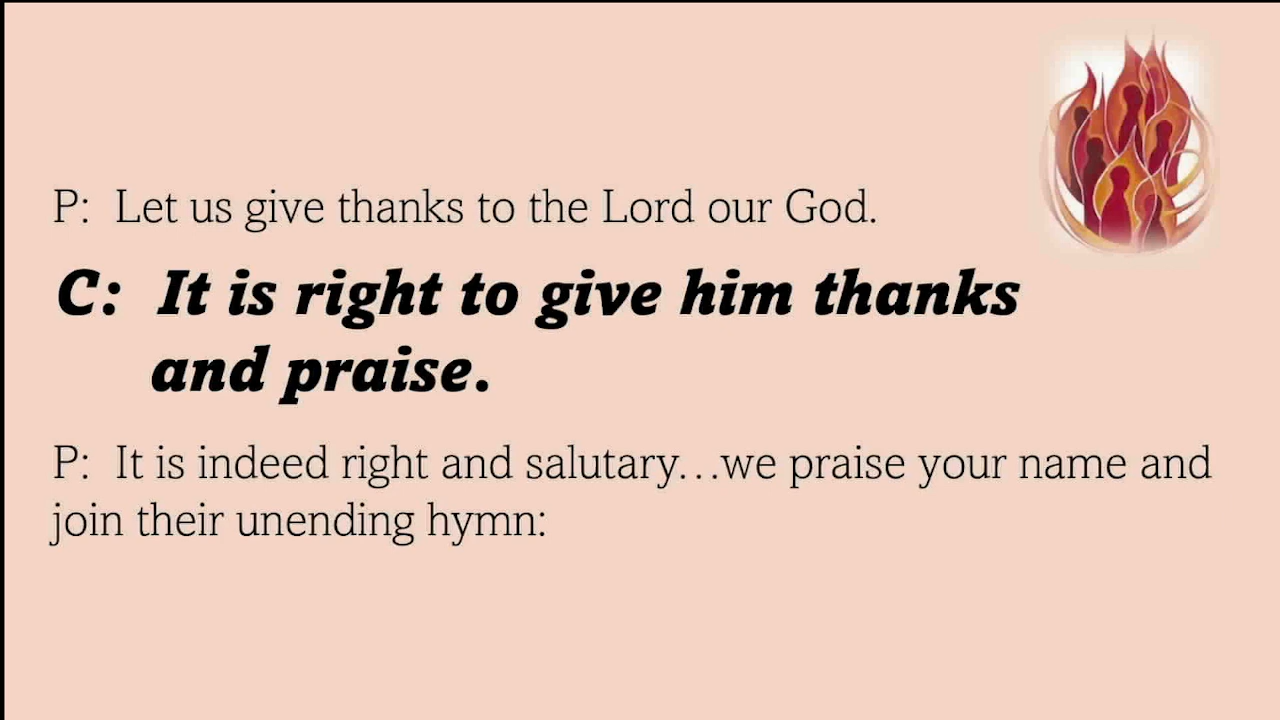 P: Let us give thanks to the Lord our God.
C: It is right to give him thanks
and praise.
P: It is indeed right and salutary…we praise your name and
join their unending hymn: